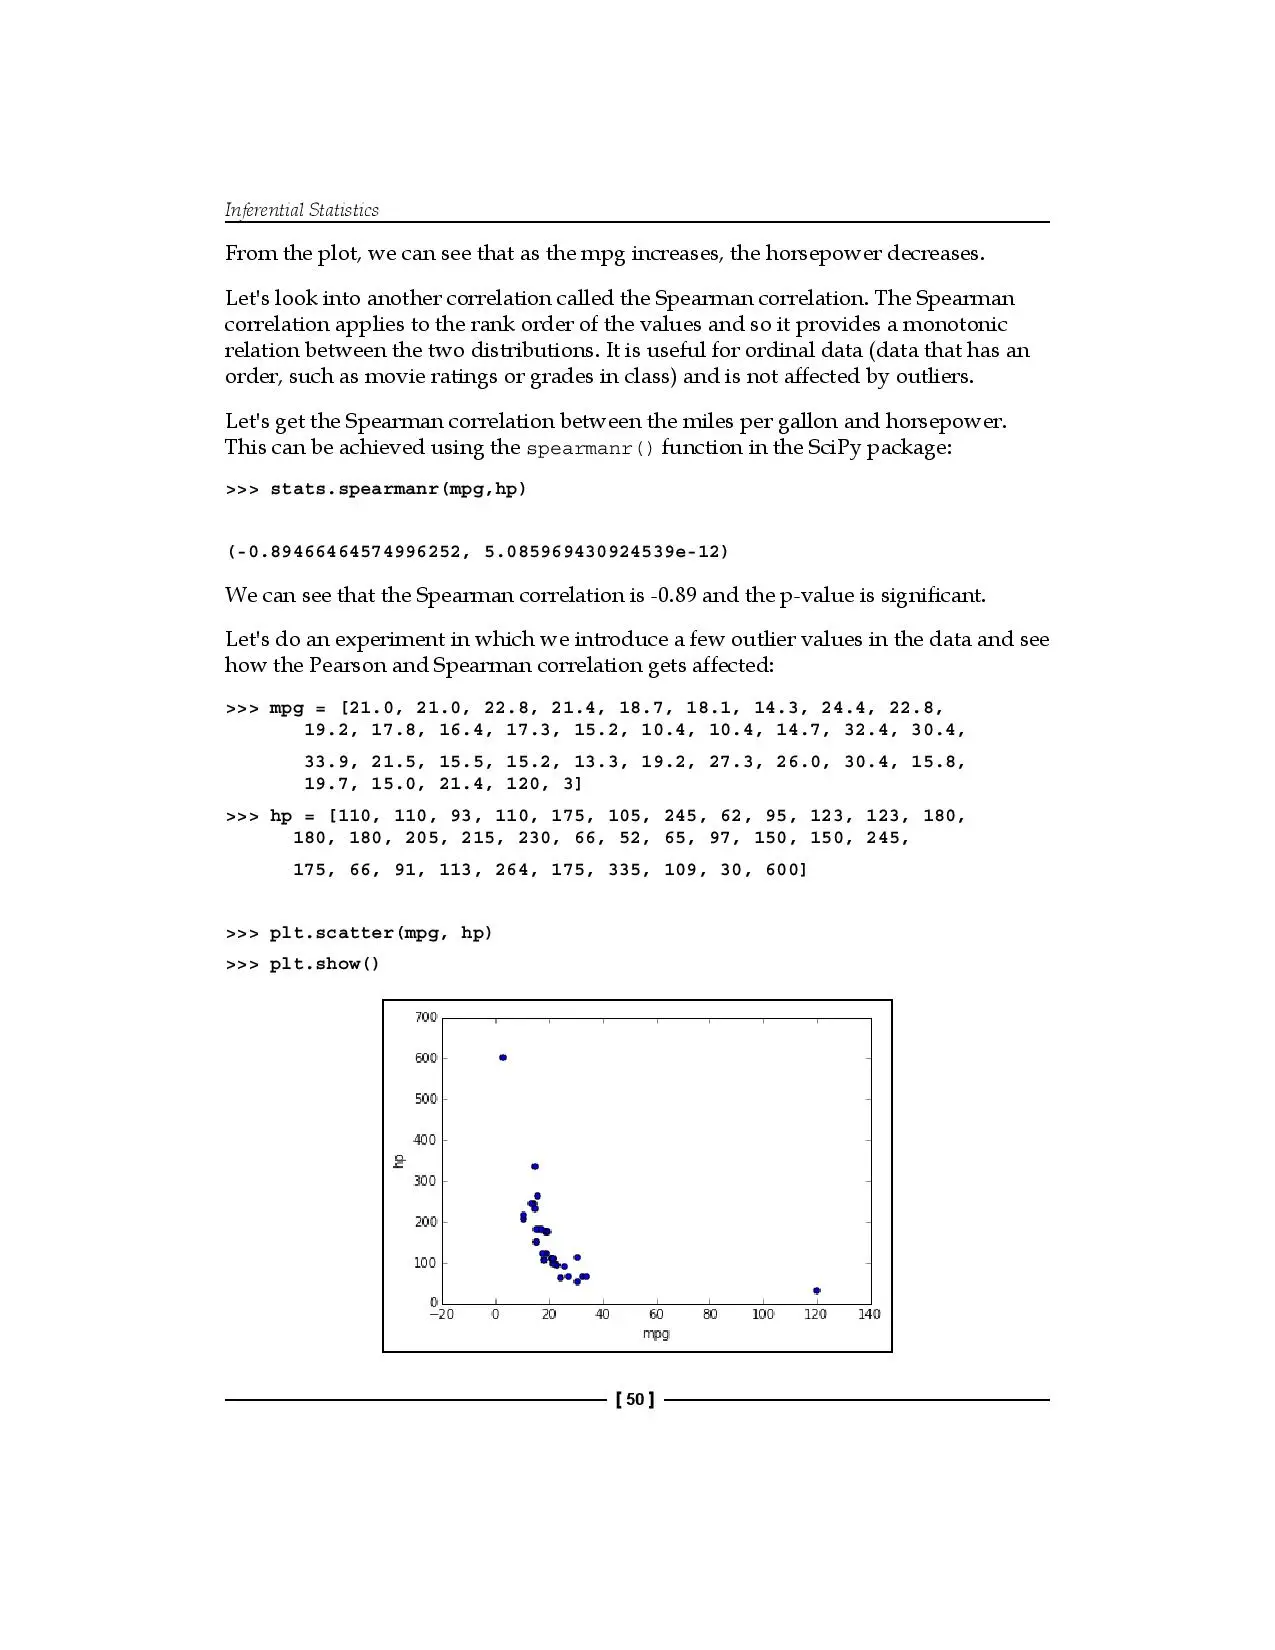 Inferential Statistics
From the plot, we can see that as the mpg increases, the horsepower decreases.
Let's look into another correlation called the Spearman correlation. The Spearman
correlation applies to the rank order of the values and so it provides a monotonic
relation between the two distributions. It is useful for ordinal data (data that has an
order, such as movie ratings or grades in class) and is not affected by outliers.
Let's get the Spearman correlation between the miles per gallon and horsepower.
This can be achieved using the spearmanr() function in the SciPy package:
>>> stats.spearmanr(mpg,hp)
(-0.89466464574996252, 5.085969430924539e-12)
We can see that the Spearman correlation is -0.89 and the p-value is significant.
Let's do an experiment in which we introduce a few outlier values in the data and see
how the Pearson and Spearman correlation gets affected:
>>> mpg = [21.0, 21.0, 22.8, 21.4, 18.7, 18.1, 14.3, 24.4, 22.8,
19.2, 17.8, 16.4, 17.3, 15.2, 10.4, 10.4, 14.7, 32.4, 30.4,
33.9, 21.5, 15.5, 15.2, 13.3, 19.2, 27.3, 26.0, 30.4, 15.8,
19.7, 15.0, 21.4, 120, 3]
>>> hp = [110, 110, 93, 110, 175, 105, 245, 62, 95, 123, 123, 180,
180, 180, 205, 215, 230, 66, 52, 65, 97, 150, 150, 245,
175, 66, 91, 113, 264, 175, 335, 109, 30, 600]
>>> plt.scatter(mpg, hp)
>>> plt.show()
700
600
500
400
hp
300
200
100
0
−20 0 20 40 60 80 100 120 140
mpg
[ 50 ]